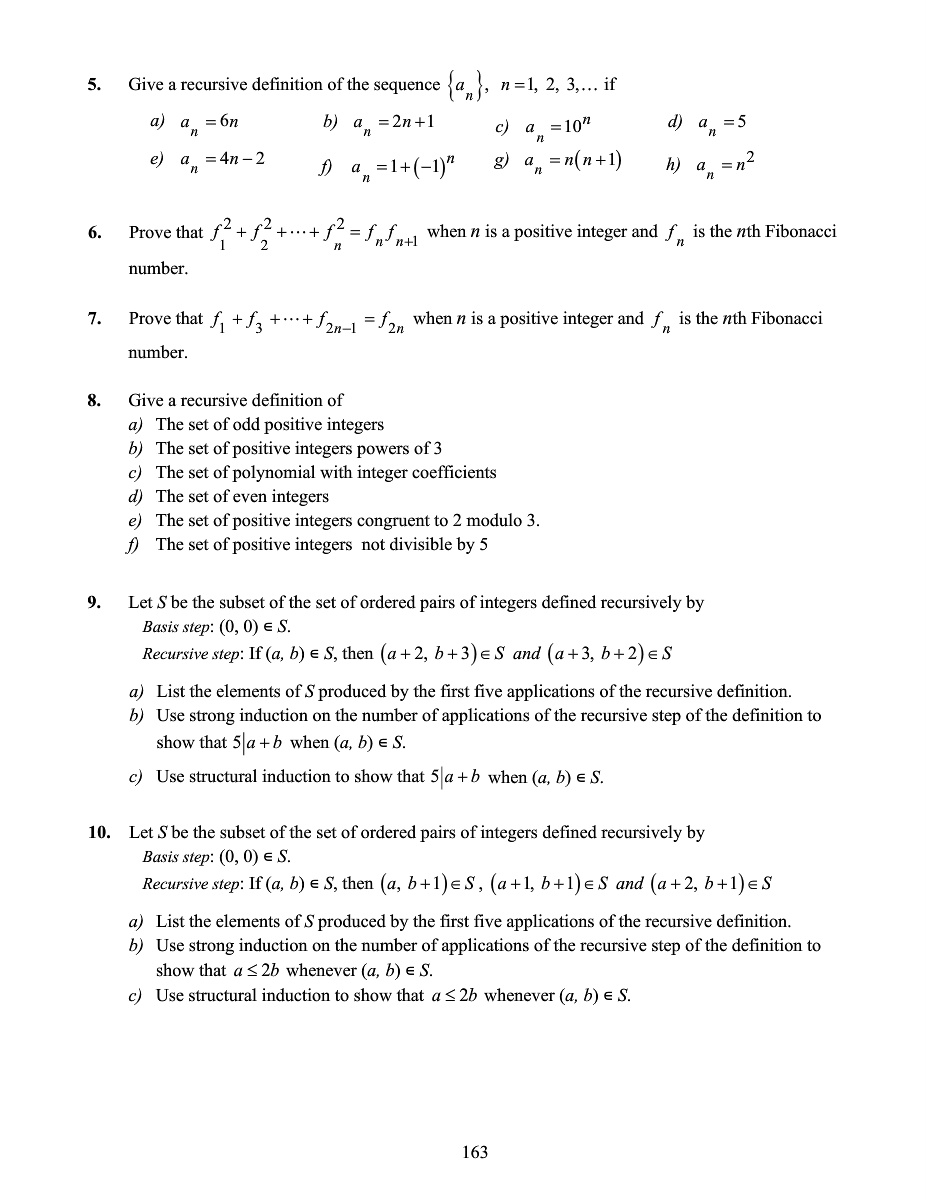 5. Give a recursive definition of the sequence {a_n}, n=1, 2, 3,… if
a) a_n = 6n b) a_n = 2n+1 c) a_n = 10^n d) a_n = 5
e) a_n = 4n−2 f) a_n = 1+(−1)^n g) a_n = n(n+1) h) a_n = n^2
6. Prove that f_1^2 + f_2^2 + ⋯ + f_n^2 = f_n f_{n+1} when n is a positive integer and f_n is the nth Fibonacci
number.
7. Prove that f_1 + f_3 + ⋯ + f_{2n−1} = f_{2n} when n is a positive integer and f_n is the nth Fibonacci
number.
8. Give a recursive definition of
a) The set of odd positive integers
b) The set of positive integers powers of 3
c) The set of polynomial with integer coefficients
d) The set of even integers
e) The set of positive integers congruent to 2 modulo 3.
f) The set of positive integers not divisible by 5
9. Let S be the subset of the set of ordered pairs of integers defined recursively by
Basis step: (0, 0) ∈ S.
Recursive step: If (a, b) ∈ S, then (a+2, b+3) ∈ S and (a+3, b+2) ∈ S
a) List the elements of S produced by the first five applications of the recursive definition.
b) Use strong induction on the number of applications of the recursive step of the definition to
show that 5|a+b when (a, b) ∈ S.
c) Use structural induction to show that 5|a+b when (a, b) ∈ S.
10. Let S be the subset of the set of ordered pairs of integers defined recursively by
Basis step: (0, 0) ∈ S.
Recursive step: If (a, b) ∈ S, then (a, b+1) ∈ S, (a+1, b+1) ∈ S and (a+2, b+1) ∈ S
a) List the elements of S produced by the first five applications of the recursive definition.
b) Use strong induction on the number of applications of the recursive step of the definition to
show that a ≤ 2b whenever (a, b) ∈ S.
c) Use structural induction to show that a ≤ 2b whenever (a, b) ∈ S.
163